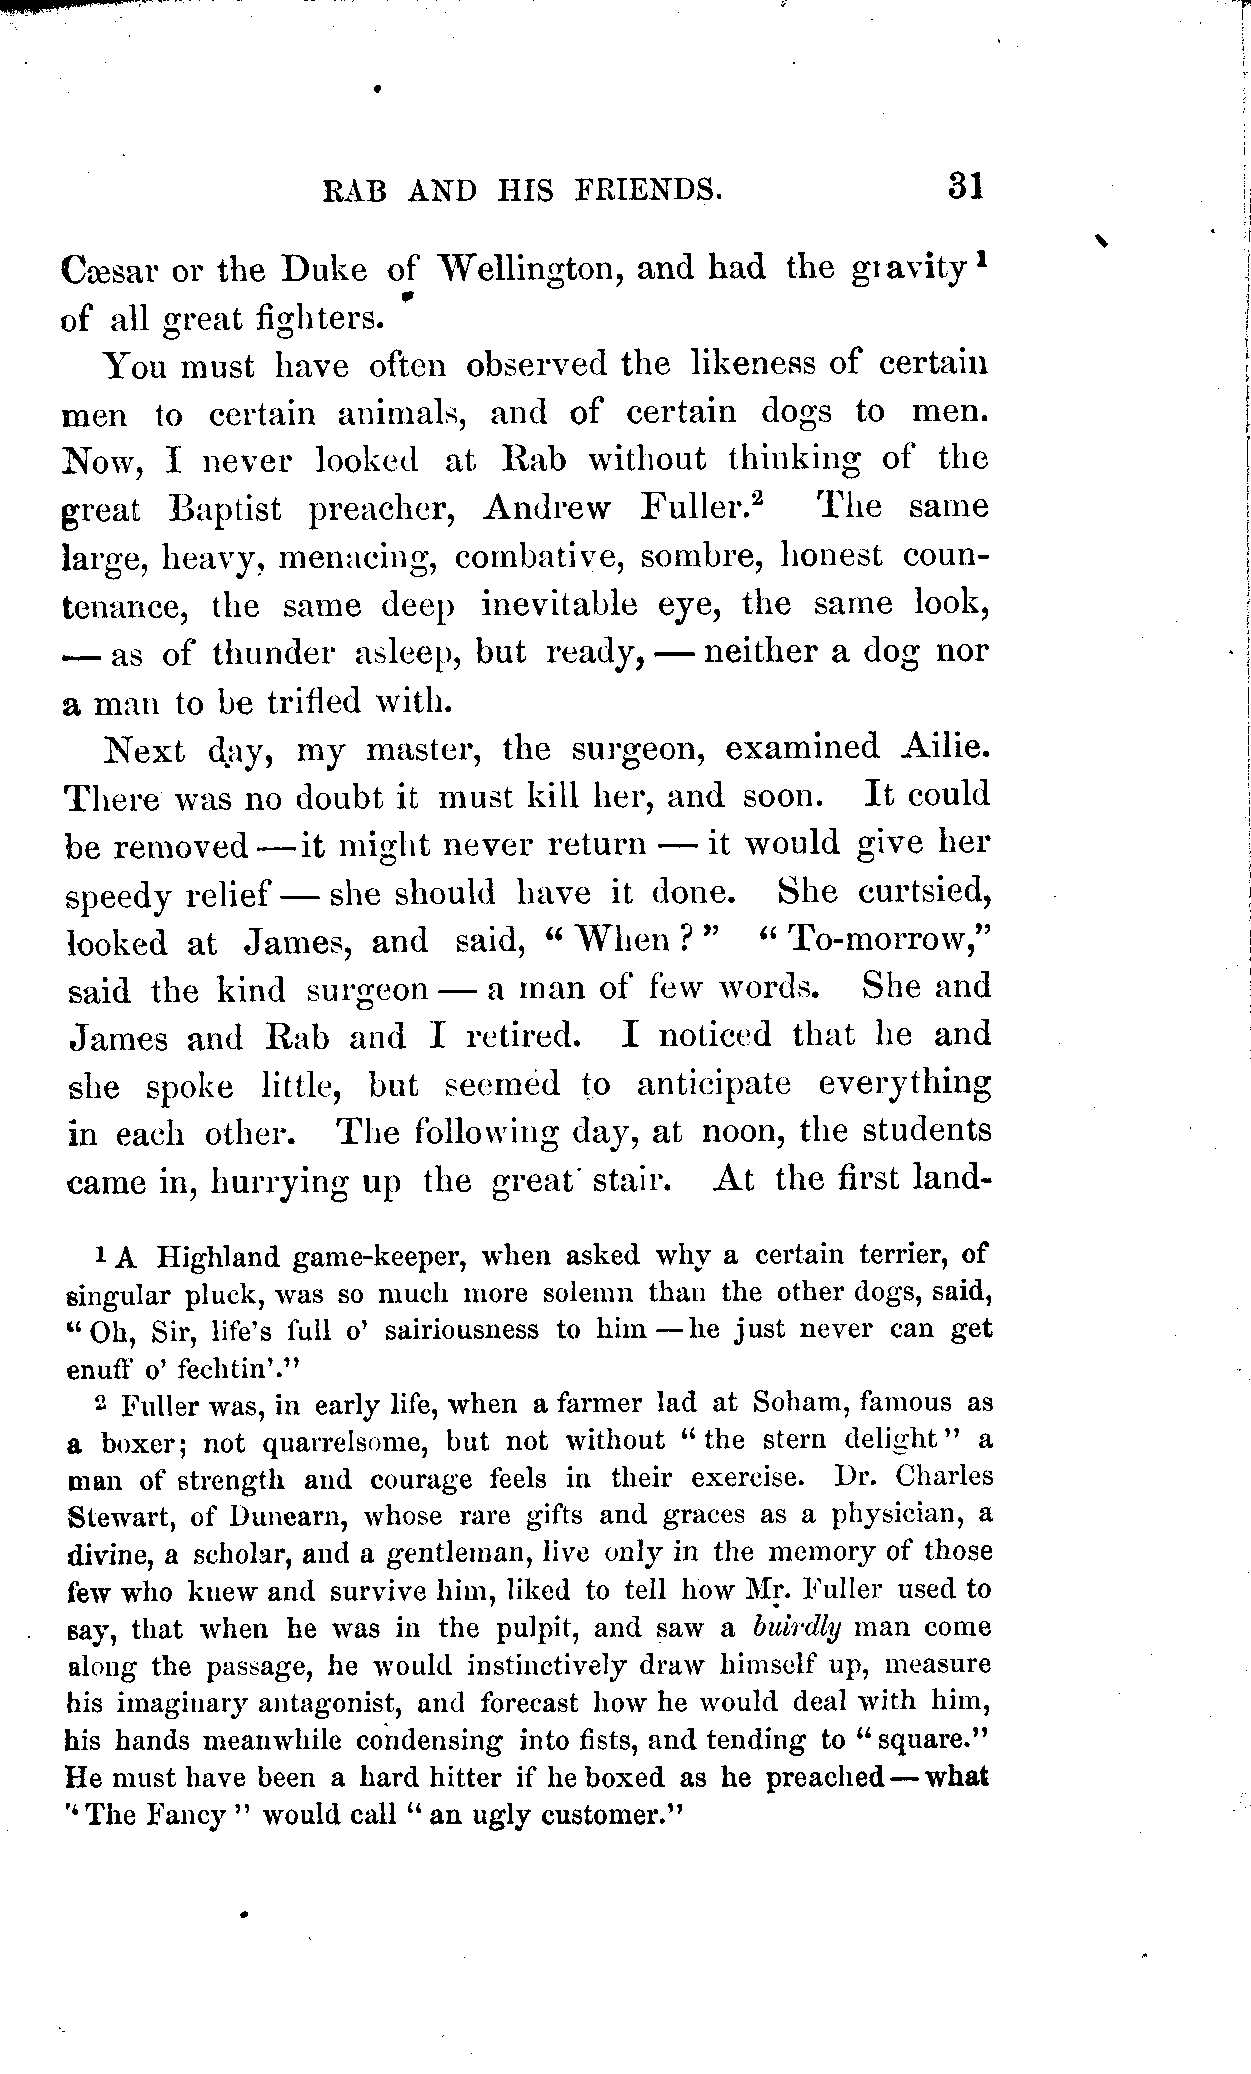 RAB AND HIS FRIENDS. 31
Cæsar or the Duke of Wellington, and had the gravity¹
of all great fighters.
You must have often observed the likeness of certain
men to certain animals, and of certain dogs to men.
Now, I never looked at Rab without thinking of the
great Baptist preacher, Andrew Fuller.² The same
large, heavy, menacing, combative, sombre, honest coun-
tenance, the same deep inevitable eye, the same look,
— as of thunder asleep, but ready, — neither a dog nor
a man to be trifled with.
Next day, my master, the surgeon, examined Ailie.
There was no doubt it must kill her, and soon. It could
be removed — it might never return — it would give her
speedy relief — she should have it done. She curtsied,
looked at James, and said, “ When ? ” “ To-morrow,”
said the kind surgeon — a man of few words. She and
James and Rab and I retired. I noticed that he and
she spoke little, but seemed to anticipate everything
in each other. The following day, at noon, the students
came in, hurrying up the great stair. At the first land-
¹ A Highland game-keeper, when asked why a certain terrier, of
singular pluck, was so much more solemn than the other dogs, said,
“ Oh, Sir, life's full o' sairiousness to him — he just never can get
enuff o' fechtin'.”
² Fuller was, in early life, when a farmer lad at Soham, famous as
a boxer; not quarrelsome, but not without “ the stern delight ” a
man of strength and courage feels in their exercise. Dr. Charles
Stewart, of Dunearn, whose rare gifts and graces as a physician, a
divine, a scholar, and a gentleman, live only in the memory of those
few who knew and survive him, liked to tell how Mr. Fuller used to
say, that when he was in the pulpit, and saw a buirdly man come
along the passage, he would instinctively draw himself up, measure
his imaginary antagonist, and forecast how he would deal with him,
his hands meanwhile condensing into fists, and tending to “ square.”
He must have been a hard hitter if he boxed as he preached — what
“ The Fancy ” would call “ an ugly customer.”